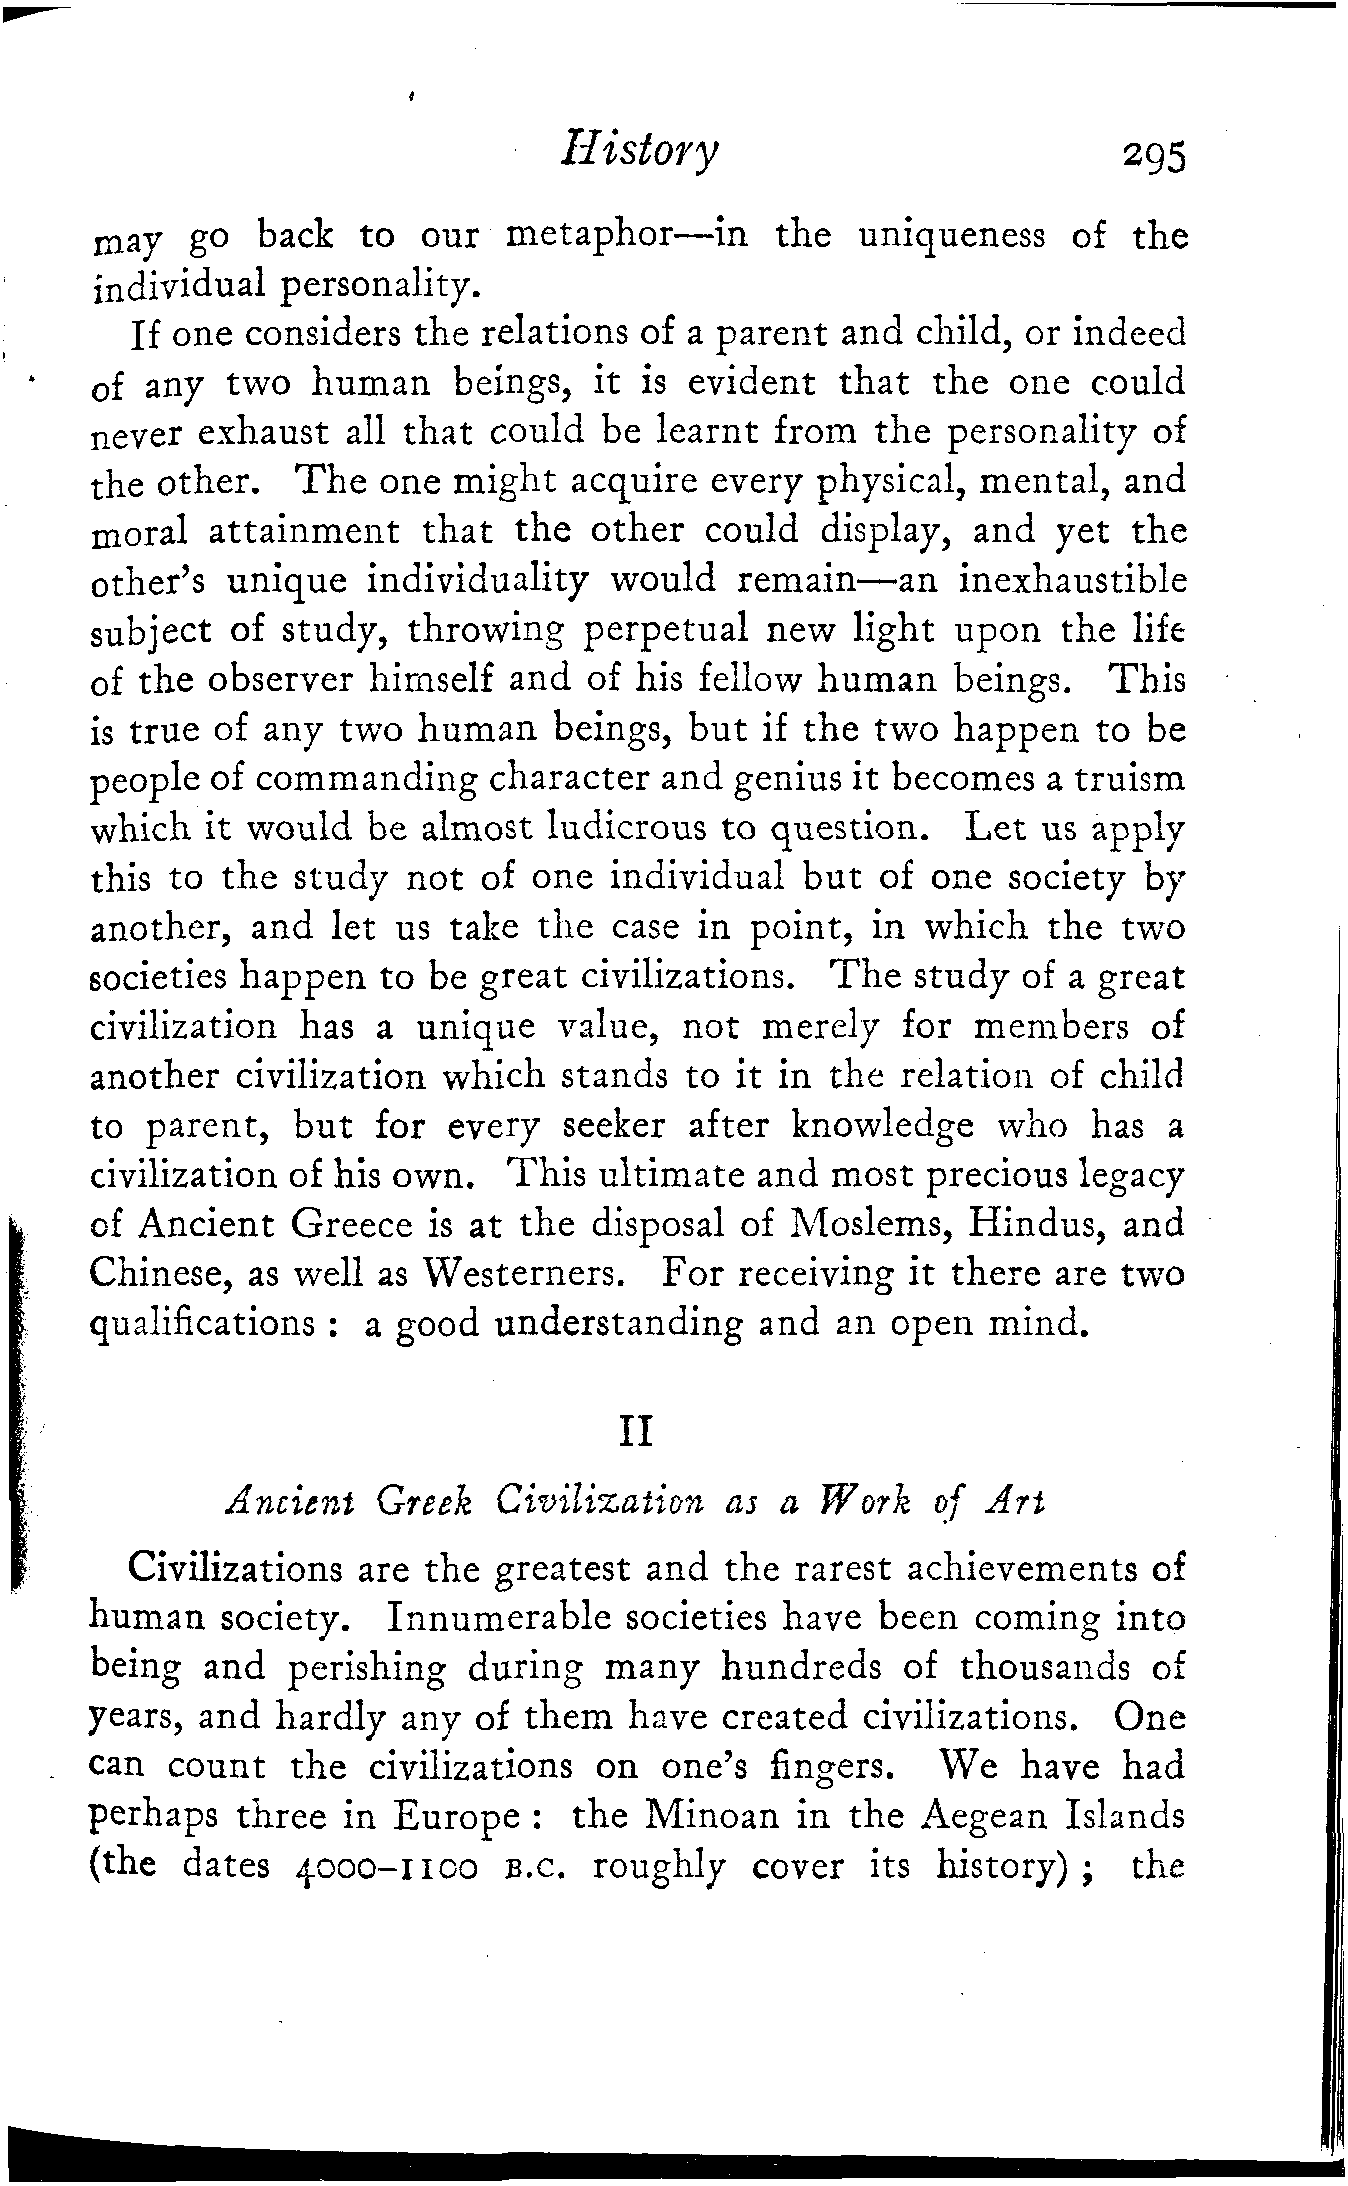 History 295
may go back to our metaphor—in the uniqueness of the
individual personality.
If one considers the relations of a parent and child, or indeed
of any two human beings, it is evident that the one could
never exhaust all that could be learnt from the personality of
the other. The one might acquire every physical, mental, and
moral attainment that the other could display, and yet the
other's unique individuality would remain—an inexhaustible
subject of study, throwing perpetual new light upon the life
of the observer himself and of his fellow human beings. This
is true of any two human beings, but if the two happen to be
people of commanding character and genius it becomes a truism
which it would be almost ludicrous to question. Let us apply
this to the study not of one individual but of one society by
another, and let us take the case in point, in which the two
societies happen to be great civilizations. The study of a great
civilization has a unique value, not merely for members of
another civilization which stands to it in the relation of child
to parent, but for every seeker after knowledge who has a
civilization of his own. This ultimate and most precious legacy
of Ancient Greece is at the disposal of Moslems, Hindus, and
Chinese, as well as Westerners. For receiving it there are two
qualifications : a good understanding and an open mind.
II
Ancient Greek Civilization as a Work of Art
Civilizations are the greatest and the rarest achievements of
human society. Innumerable societies have been coming into
being and perishing during many hundreds of thousands of
years, and hardly any of them have created civilizations. One
can count the civilizations on one's fingers. We have had
perhaps three in Europe : the Minoan in the Aegean Islands
(the dates 4000–1100 B.C. roughly cover its history) ; the